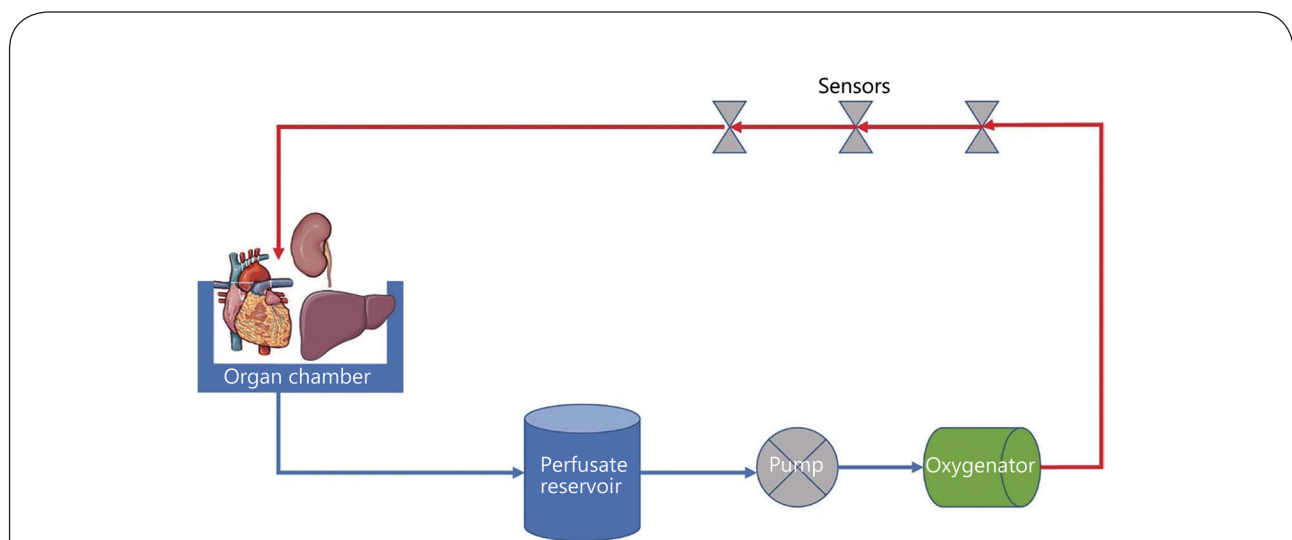 Sensors
Organ chamber
Perfusate
reservoir
Pump
Oxygenator